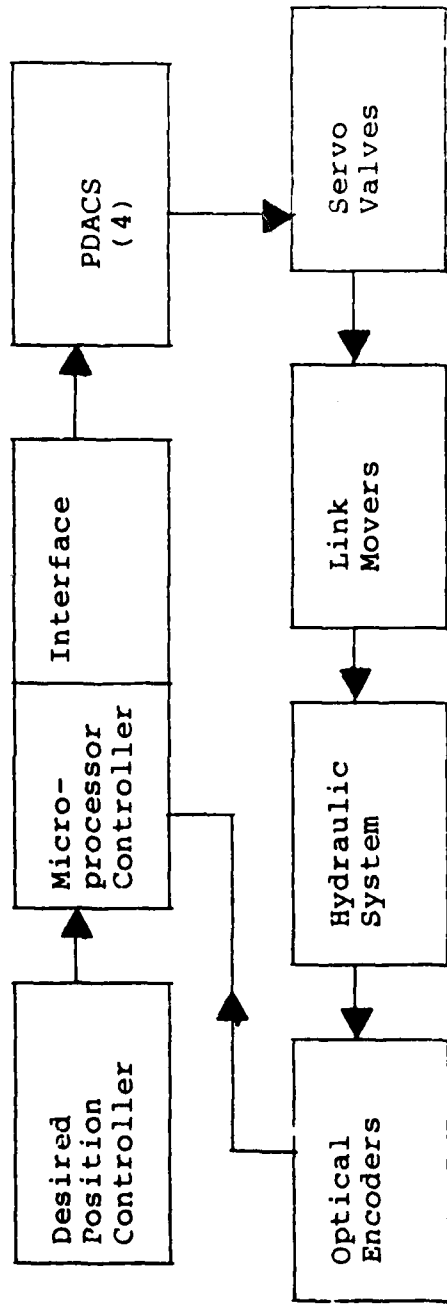 Desired
Position
Controller
Micro-
processor
Controller
Interface
PDACS
(4)
Optical
Encoders
Hydraulic
System
Link
Movers
Servo
Valves